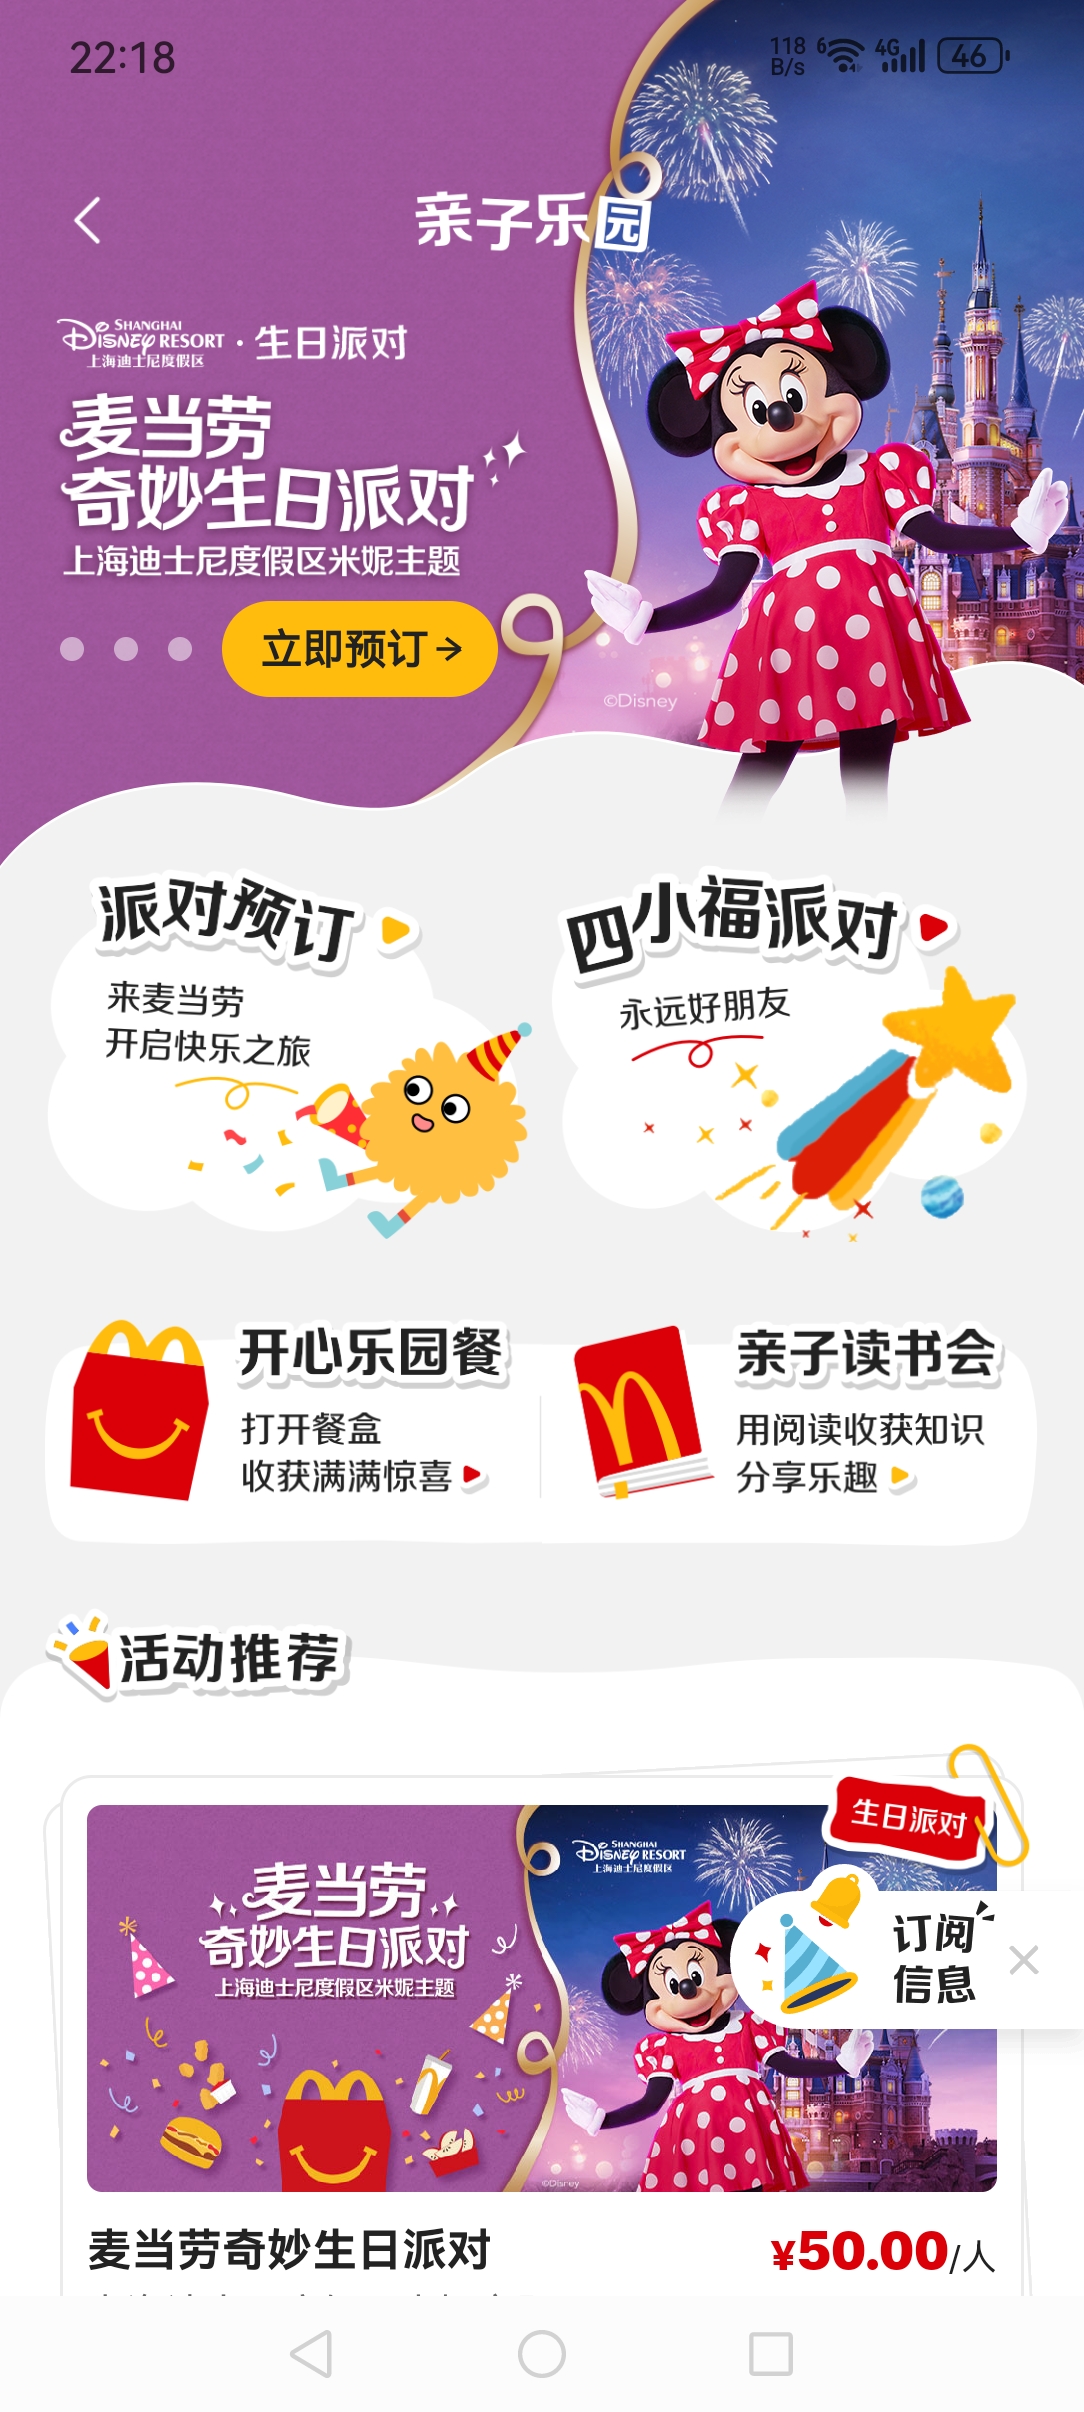 22:18
118 B/s
6
4G
46
亲子乐园
SHANGHAI Disney RESORT
上海迪士尼度假区
· 生日派对
麦当劳
奇妙生日派对
上海迪士尼度假区米妮主题
立即预订
©Disney
派对预订
来麦当劳
开启快乐之旅
四小福派对
永远好朋友
开心乐园餐
打开餐盒
收获满满惊喜
亲子读书会
用阅读收获知识
分享乐趣
活动推荐
生日派对
麦当劳
奇妙生日派对
上海迪士尼度假区米妮主题
SHANGHAI Disney RESORT
上海迪士尼度假区
©Disney
订阅
信息
麦当劳奇妙生日派对
¥50.00/人